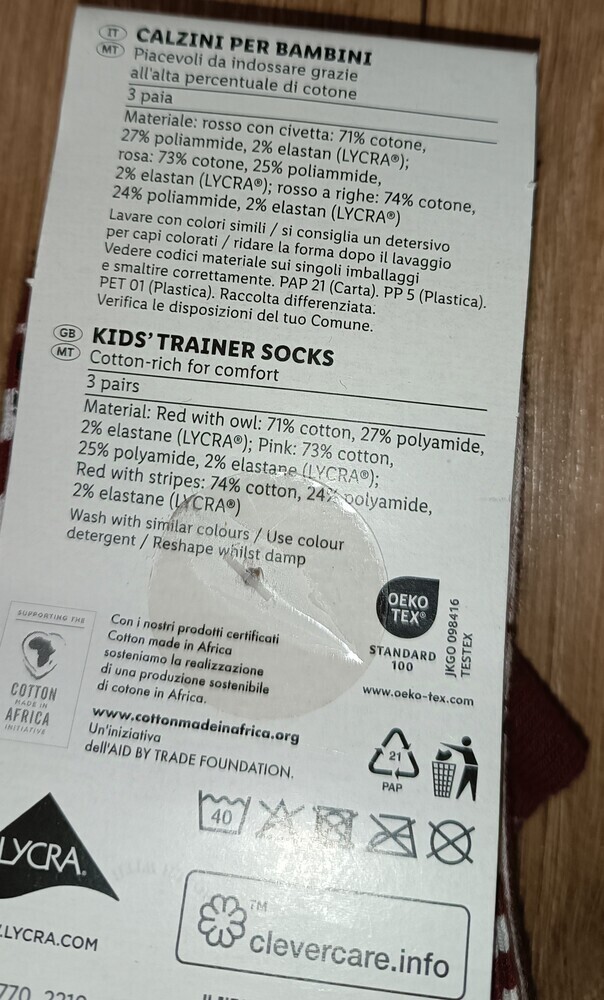 IT CALZINI PER BAMBINI
MT Piacevoli da indossare grazie
all'alta percentuale di cotone
3 paia
Materiale: rosso con civetta: 71% cotone,
27% poliammide, 2% elastan (LYCRA®);
rosa: 73% cotone, 25% poliammide,
2% elastan (LYCRA®); rosso a righe: 74% cotone,
24% poliammide, 2% elastan (LYCRA®)
Lavare con colori simili / si consiglia un detersivo
per capi colorati / ridare la forma dopo il lavaggio
Vedere codici materiale sui singoli imballaggi
e smaltire correttamente. PAP 21 (Carta). PP 5 (Plastica).
PET 01 (Plastica). Raccolta differenziata.
Verifica le disposizioni del tuo Comune.
GB KIDS' TRAINER SOCKS
MT Cotton-rich for comfort
3 pairs
Material: Red with owl: 71% cotton, 27% polyamide,
2% elastane (LYCRA®); Pink: 73% cotton,
25% polyamide, 2% elastane (LYCRA®);
Red with stripes: 74% cotton, 24% polyamide,
2% elastane (LYCRA®)
Wash with similar colours / Use colour
detergent / Reshape whilst damp
OEKO
TEX®
STANDARD
100
JKGO 098416
TESTEX
www.oeko-tex.com
SUPPORTING THE
COTTON
MADE IN
AFRICA
INITIATIVE
Con i nostri prodotti certificati
Cotton made in Africa
sosteniamo la realizzazione
di una produzione sostenibile
di cotone in Africa.
www.cottonmadeinafrica.org
Un'iniziativa
dell'AID BY TRADE FOUNDATION.
21
PAP
40
LYCRA®
.LYCRA.COM
TM
clevercare.info